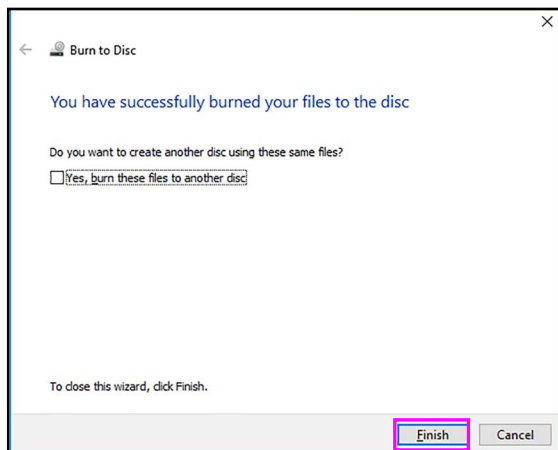 Burn to Disc
You have successfully burned your files to the disc
Do you want to create another disc using these same files?
Yes, burn these files to another disc
To close this wizard, click Finish.
Finish Cancel